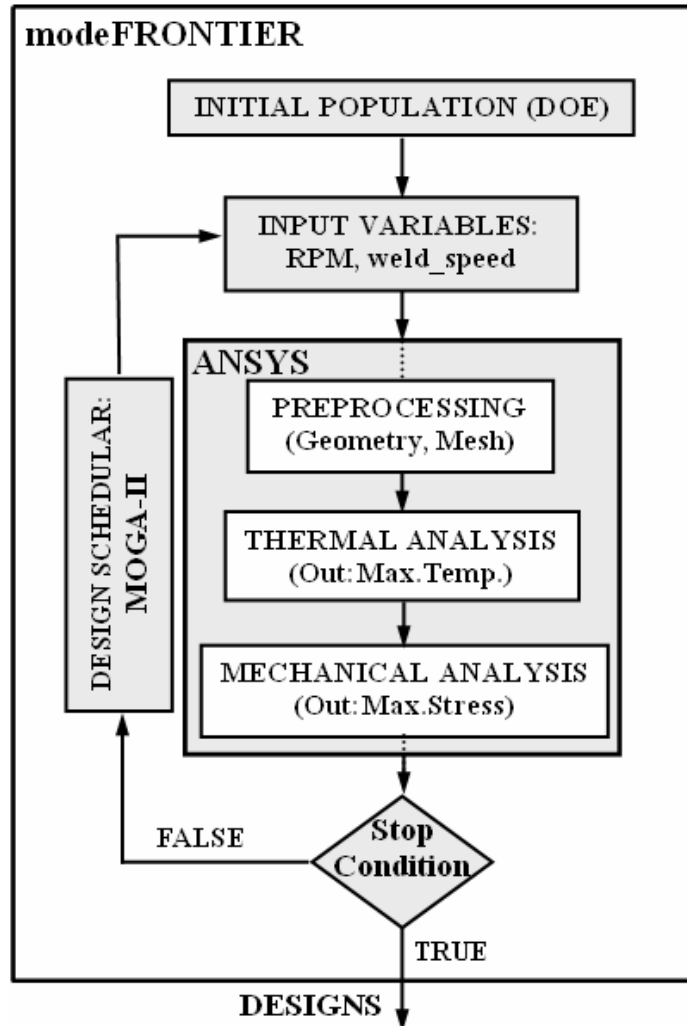 modeFRONTIER
INITIAL POPULATION (DOE)
INPUT VARIABLES:
RPM, weld_speed
ANSYS
PREPROCESSING
(Geometry, Mesh)
THERMAL ANALYSIS
(Out:Max.Temp.)
MECHANICAL ANALYSIS
(Out:Max.Stress)
DESIGN SCHEDULAR:
MOGA-II
Stop
Condition
FALSE
TRUE
DESIGNS